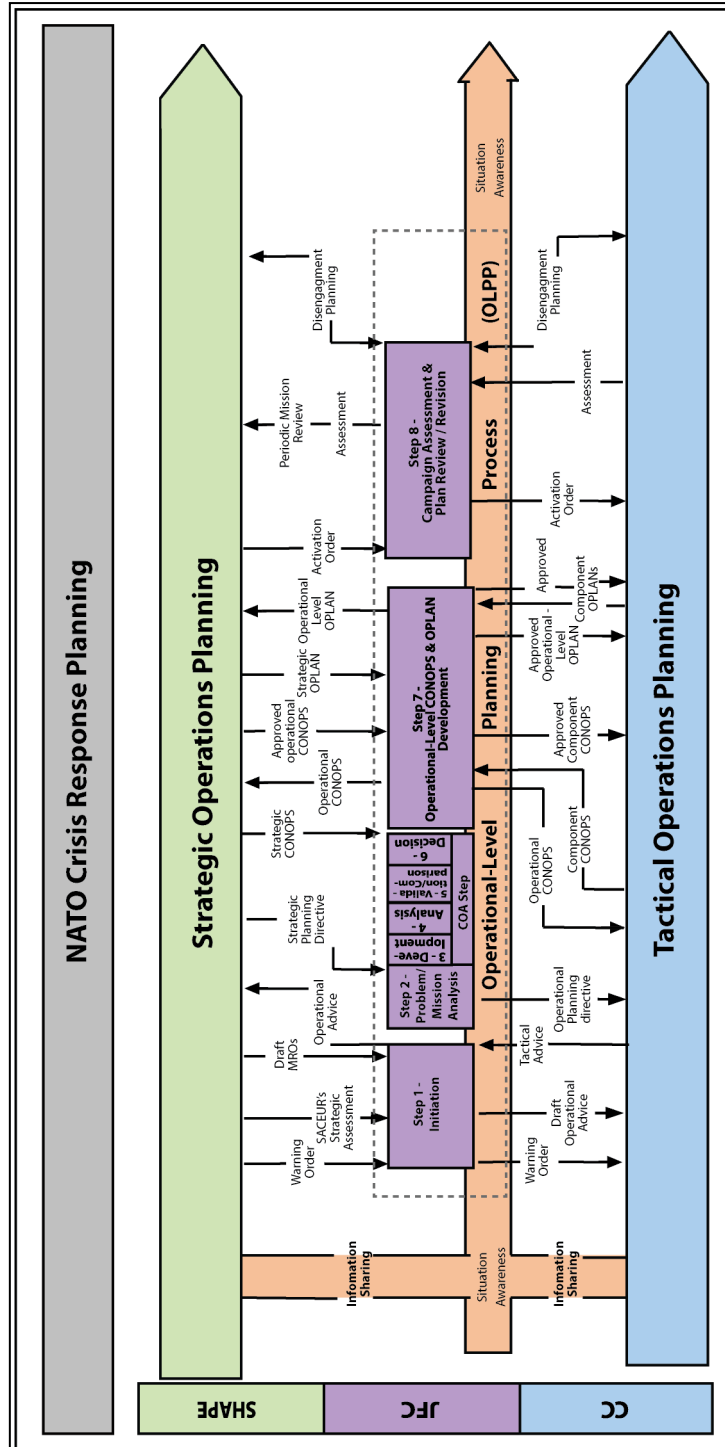 NATO Crisis Response Planning
SHAPE
Strategic Operations Planning
Warning
Order
SACEUR's
Strategic
Assessment
Draft
MROs
Operational
Advice
Strategic
Planning
Directive
Strategic
CONOPS
Operational
CONOPS
Approved
operational
CONOPS
Strategic
OPLAN
Operational
Level
OPLAN
Activation
Order
Periodic Mission
Review
Assessment
Disengagment
Planning
Infomation
Sharing
JFC
Step 1 -
Initiation
Step 2 -
Problem/
Mission
Analysis
3 - Deve-
lopment
4 -
Analysis
5 - Valida-
tion/Com-
parison
6 -
Decision
COA Step
Step 7 -
Operational-Level CONOPS & OPLAN
Development
Step 8 -
Campaign Assessment &
Plan Review / Revision
Situation
Awareness
Operational-Level
Planning
Process
(OLPP)
Situation
Awareness
Infomation
Sharing
Warning
Order
Draft
Operational
Advice
Tactical
Advice
Operational
Planning
directive
Operational
CONOPS
Component
CONOPS
Approved
Component
CONOPS
Approved
Operational -
Level
OPLAN
Approved
Component
OPLANs
Activation
Order
Assessment
Disengagment
Planning
CC
Tactical Operations Planning